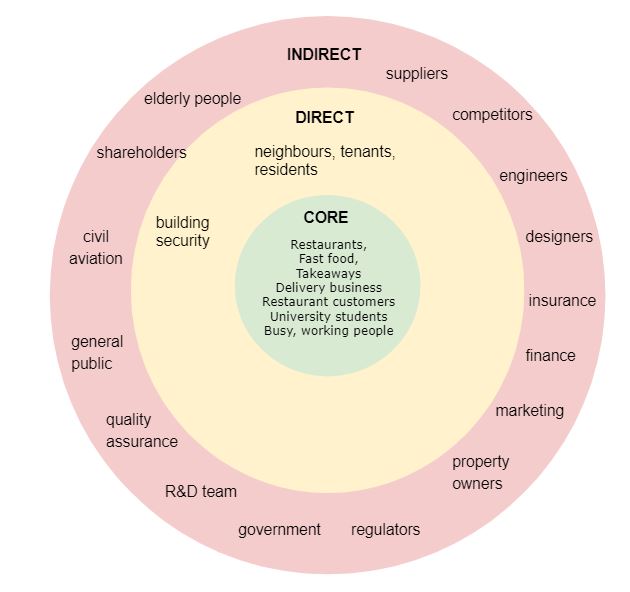 INDIRECT
suppliers
elderly people
competitors
DIRECT
shareholders
neighbours, tenants,
residents
engineers
building
security
CORE
civil
aviation
designers
Restaurants,
Fast food,
Takeaways
Delivery business
Restaurant customers
University students
Busy, working people
insurance
general
public
finance
quality
assurance
marketing
property
owners
R&D team
government
regulators